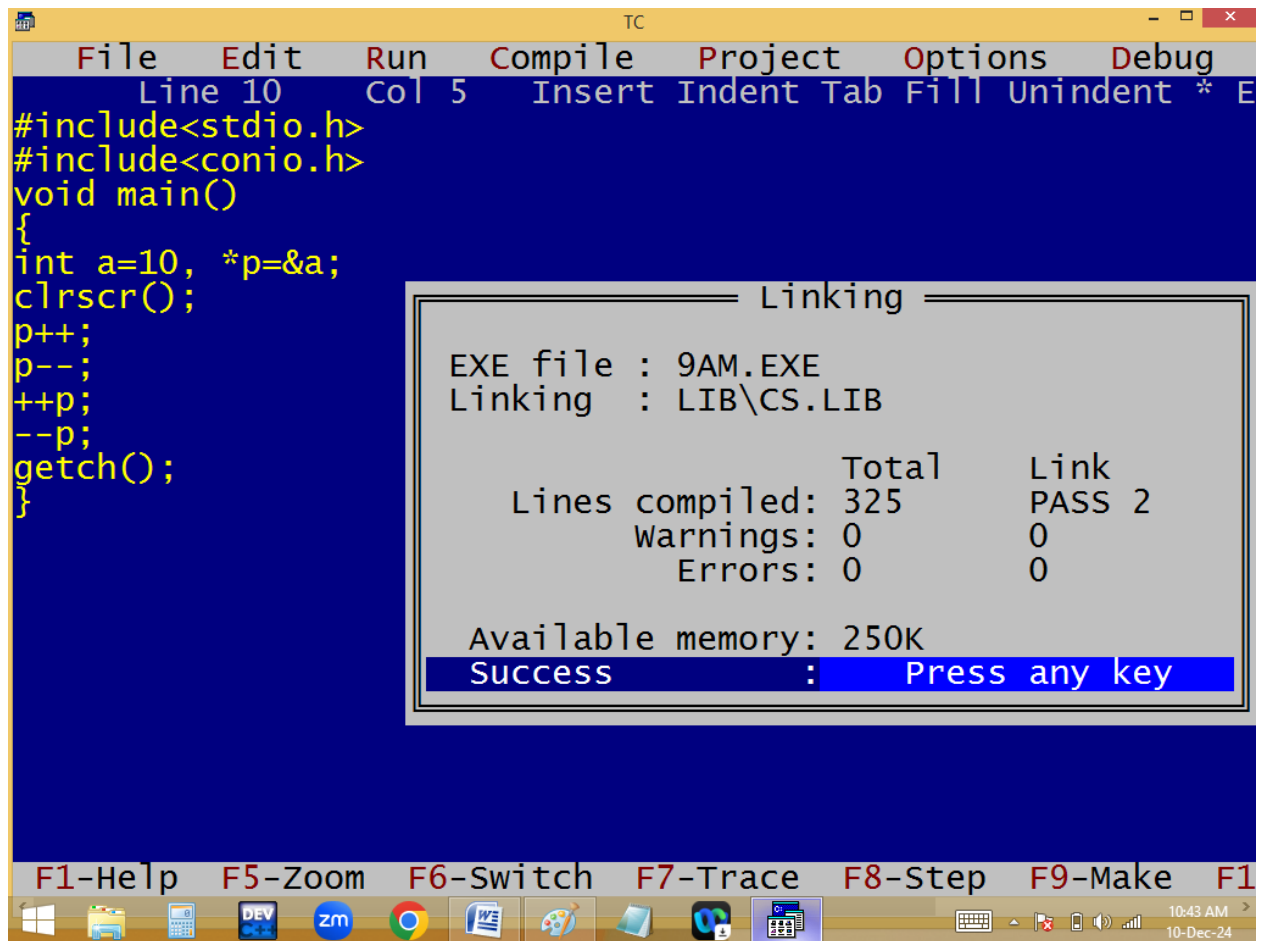 TC
File Edit Run Compile Project Options Debug
Line 10 Col 5 Insert Indent Tab Fill Unindent * E
#include<stdio.h>
#include<conio.h>
void main()
{
int a=10, *p=&a;
clrscr();
p++;
p--;
++p;
--p;
getch();
}
Linking
EXE file : 9AM.EXE
Linking : LIB\CS.LIB
Total Link
Lines compiled: 325 PASS 2
Warnings: 0 0
Errors: 0 0
Available memory: 250K
Success : Press any key
F1-Help F5-Zoom F6-Switch F7-Trace F8-Step F9-Make F1
DEV C++ zm W 10:43 AM
10-Dec-24